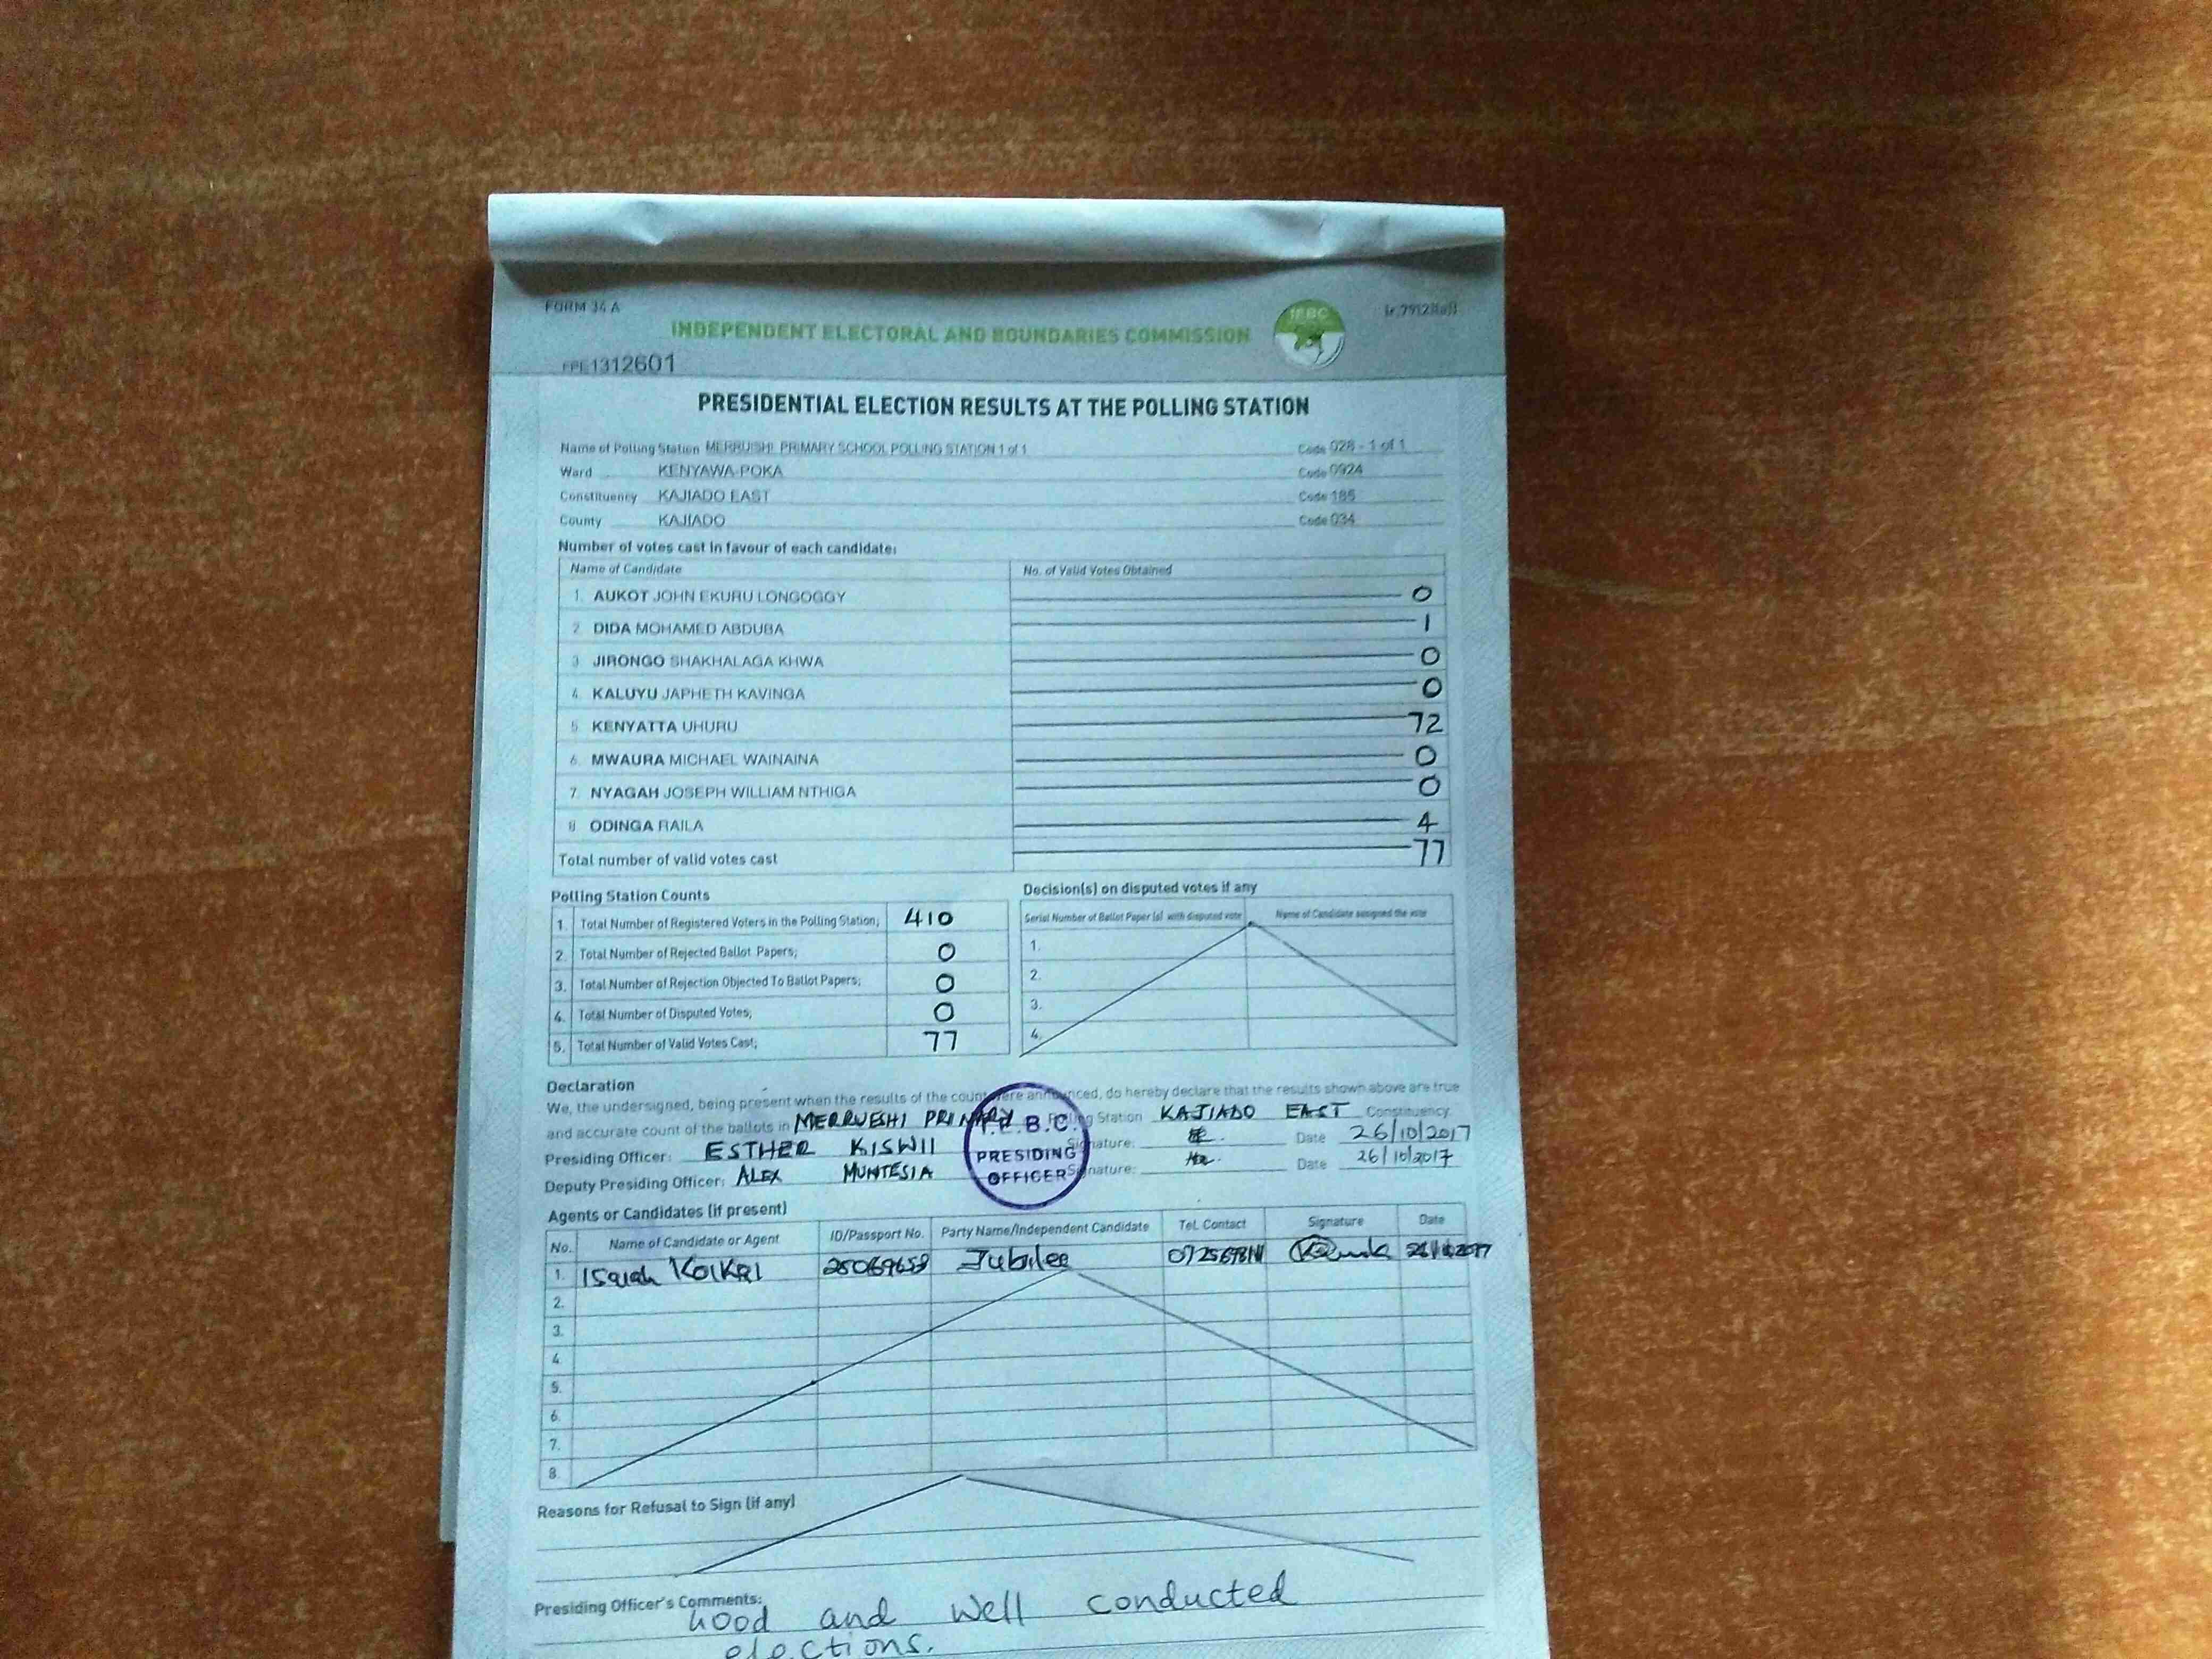 FORM 34 A
IEBC
INDEPENDENT ELECTORAL AND BOUNDARIES COMMISSION
1312601
PRESIDENTIAL ELECTION RESULTS AT THE POLLING STATION
Name of Polling Station MERRUISHI PRIMARY SCHOOL POLLING STATION 1 of 1 Code 028 - 1 of 1
Ward KENYAWA-POKA Code 0924
Constituency KAJIADO EAST Code 185
County KAJIADO Code 034
Number of votes cast in favour of each candidate:
Name of Candidate No. of Valid Votes Obtained
1. AUKOT JOHN EKURU LONGOGGY 0
2. DIDA MOHAMED ABDUBA 1
3. JIRONGO SHAKHALAGA KHWA 0
4. KALUYU JAPHETH KAVINGA 0
5. KENYATTA UHURU 72
6. MWAURA MICHAEL WAINAINA 0
7. NYAGAH JOSEPH WILLIAM NTHIGA 0
8. ODINGA RAILA 4
Total number of valid votes cast 77
Polling Station Counts
1. Total Number of Registered Voters in the Polling Station; 410
2. Total Number of Rejected Ballot Papers; 0
3. Total Number of Rejection Objected To Ballot Papers; 0
4. Total Number of Disputed Votes; 0
5. Total Number of Valid Votes Cast; 77
Decision(s) on disputed votes if any
Serial Number of Ballot Paper (s) with disputed vote Name of Candidate assigned the vote
1.
2.
3.
4.
Declaration
We, the undersigned, being present when the results of the count were announced, do hereby declare that the results shown above are true
and accurate count of the ballots in MERRUESHI PRIMARY Polling Station KAJIADO EAST Constituency
Presiding Officer: ESTHER KISWII Signature: Date 26/10/2017
Deputy Presiding Officer: ALEX MUNTESIA Signature: Date 26/10/2017
I.E.B.C.
PRESIDING
OFFICER
Agents or Candidates (if present)
No. Name of Candidate or Agent ID/Passport No. Party Name/Independent Candidate Tel. Contact Signature Date
1. Isaiah Jubilee
2.
3.
4.
5.
6.
7.
8.
Reasons for Refusal to Sign (if any)
Presiding Officer's Comments: Good and well conducted
elections.